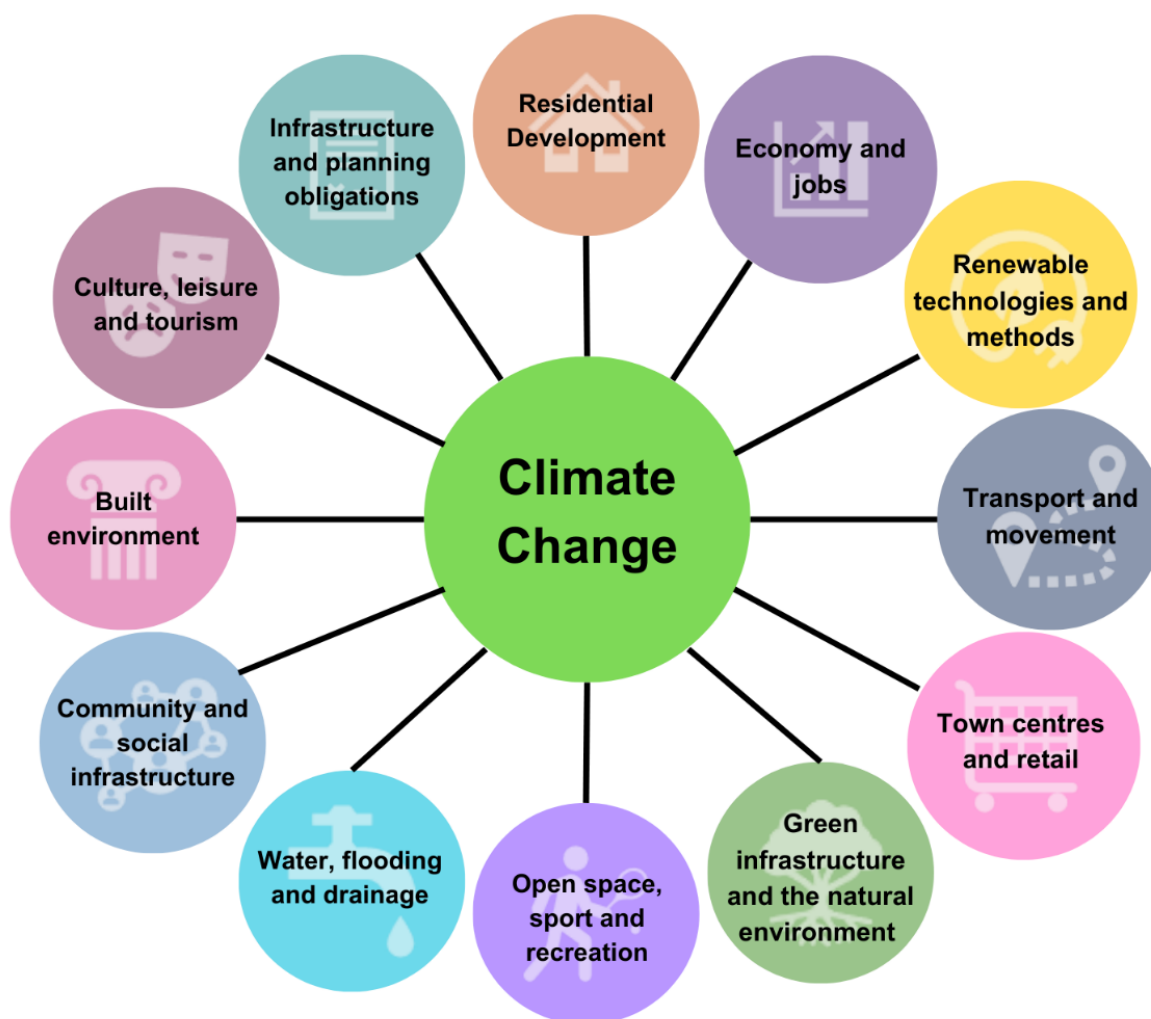 Residential
Development
Economy and
jobs
Renewable
technologies and
methods
Transport and
movement
Town centres
and retail
Green
infrastructure
and the natural
environment
Open space,
sport and
recreation
Water, flooding
and drainage
Community and
social
infrastructure
Built
environment
Culture, leisure
and tourism
Infrastructure
and planning
obligations
Climate
Change